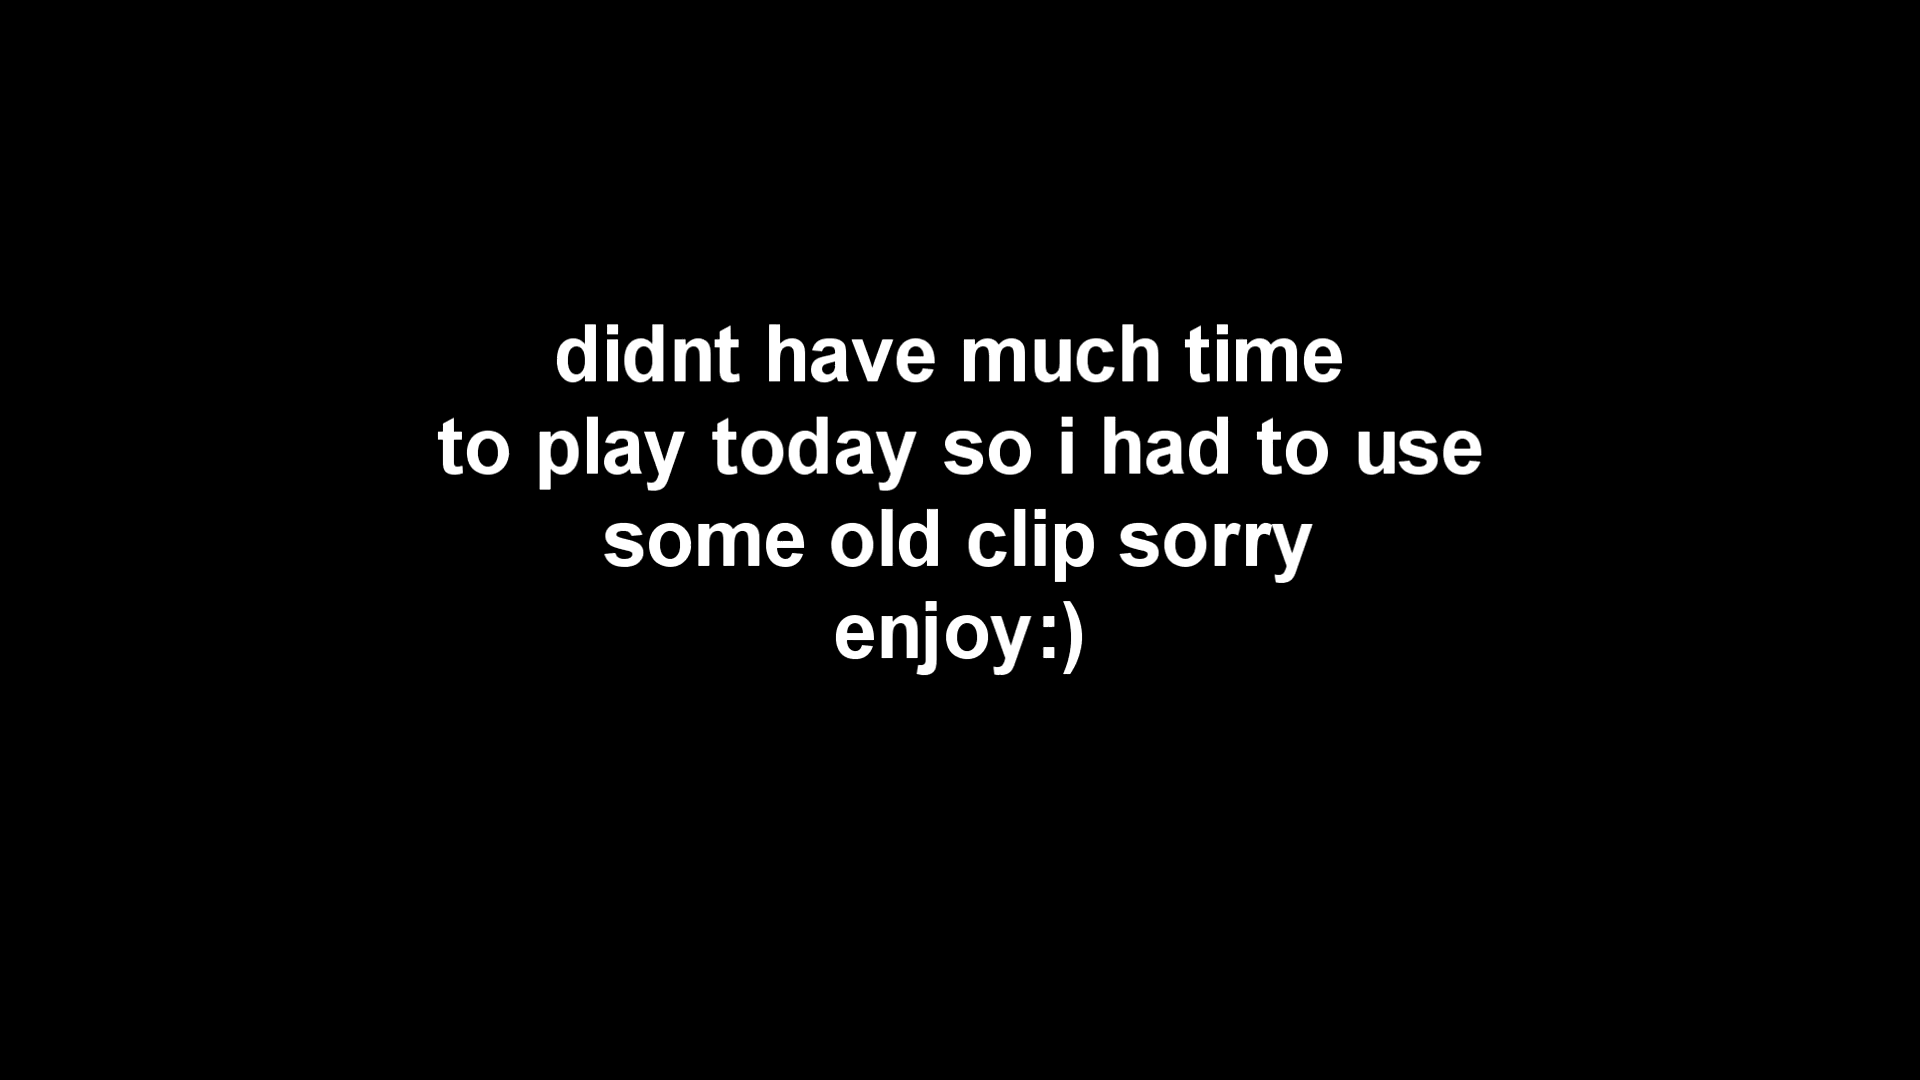 didnt have much time
to play today so i had to use
some old clip sorry
enjoy:)